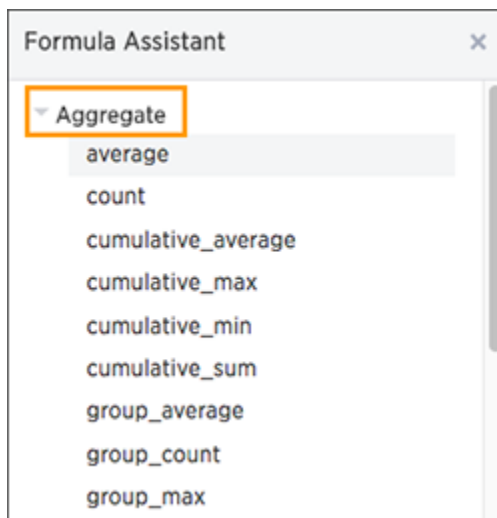 Formula Assistant
Aggregate
average
count
cumulative_average
cumulative_max
cumulative_min
cumulative_sum
group_average
group_count
group_max